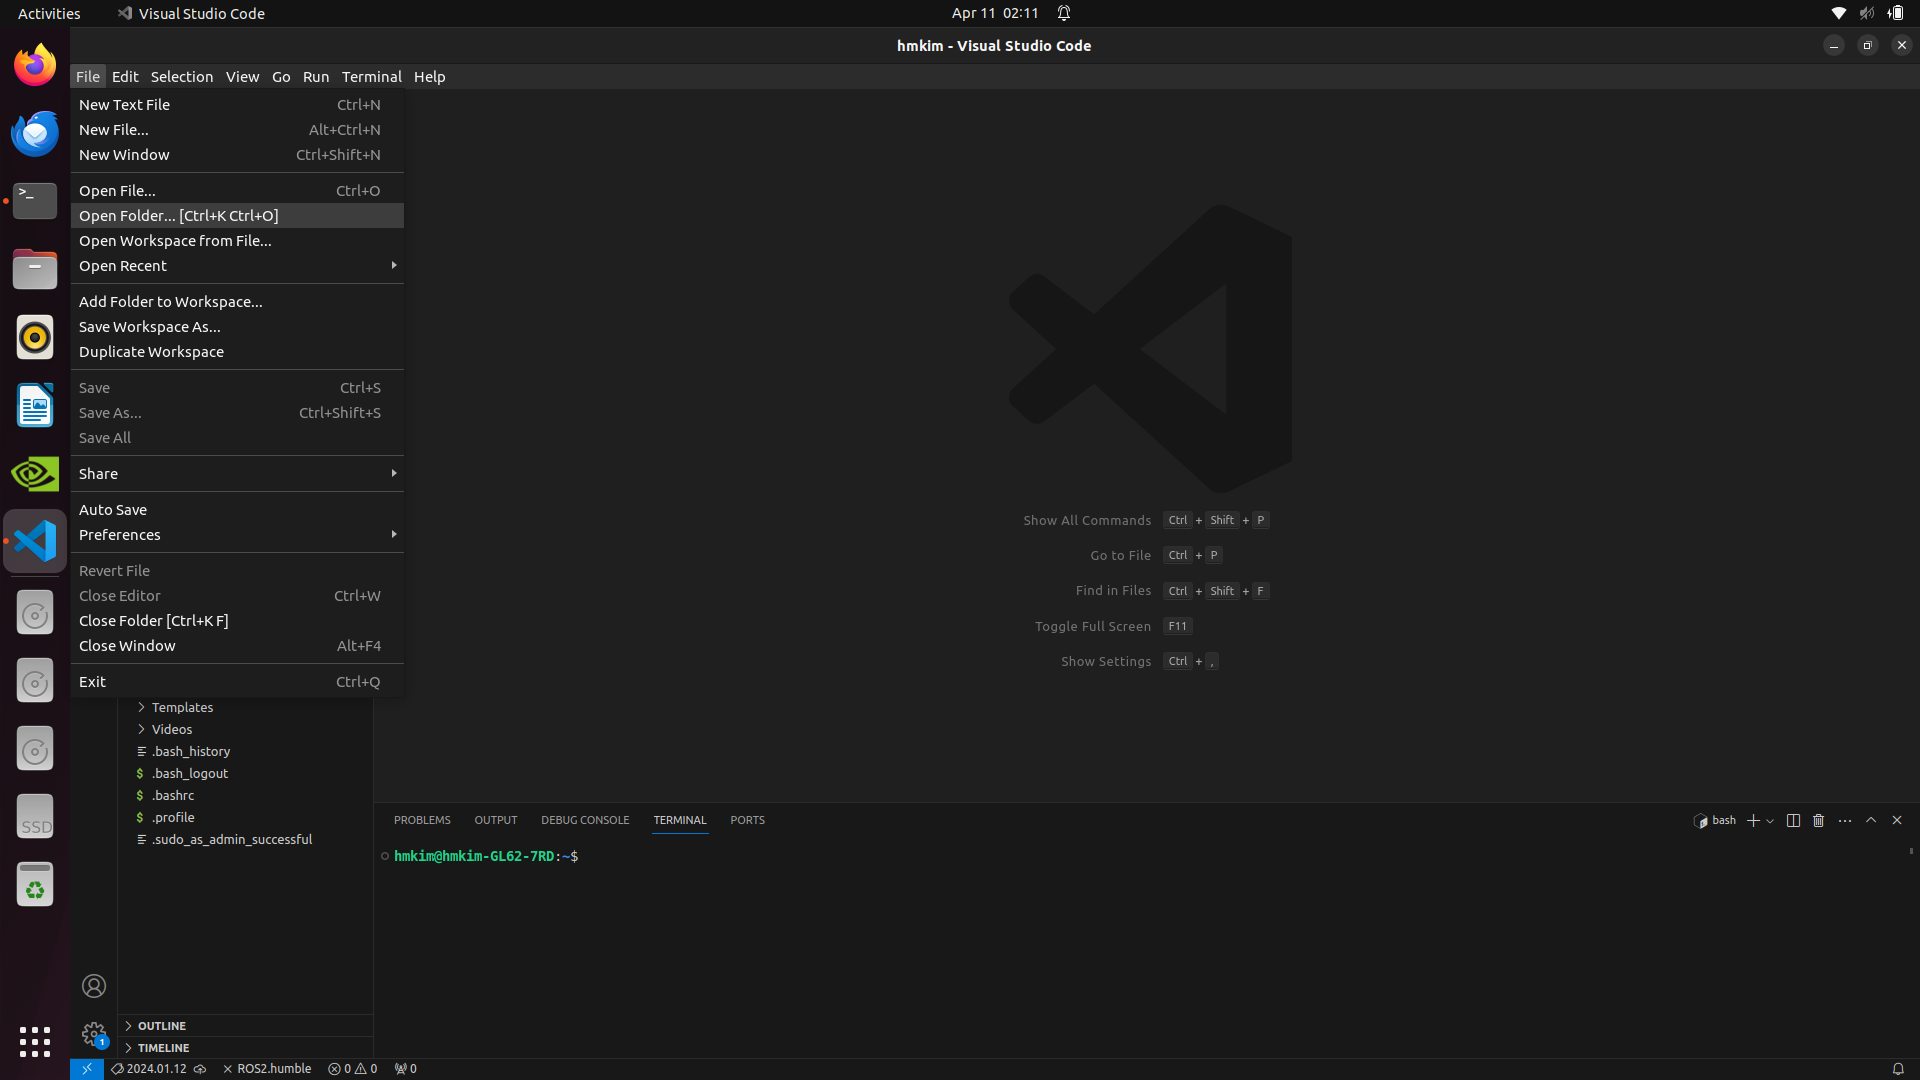 Activities
Visual Studio Code
Apr 11 02:11
hmkim - Visual Studio Code
File Edit Selection View Go Run Terminal Help
New Text File Ctrl+N
New File... Alt+Ctrl+N
New Window Ctrl+Shift+N
Open File... Ctrl+O
Open Folder... [Ctrl+K Ctrl+O]
Open Workspace from File...
Open Recent
Add Folder to Workspace...
Save Workspace As...
Duplicate Workspace
Save Ctrl+S
Save As... Ctrl+Shift+S
Save All
Share
Auto Save
Preferences
Revert File
Close Editor Ctrl+W
Close Folder [Ctrl+K F]
Close Window Alt+F4
Exit Ctrl+Q
Show All Commands Ctrl + Shift + P
Go to File Ctrl + P
Find in Files Ctrl + Shift + F
Toggle Full Screen F11
Show Settings Ctrl + ,
Templates
Videos
.bash_history
$ .bash_logout
$ .bashrc
$ .profile
.sudo_as_admin_successful
OUTLINE
TIMELINE
PROBLEMS OUTPUT DEBUG CONSOLE TERMINAL PORTS
bash
hmkim@hmkim-GL62-7RD:~$
>_
SSD
1
2024.01.12 ROS2.humble 0 0 0